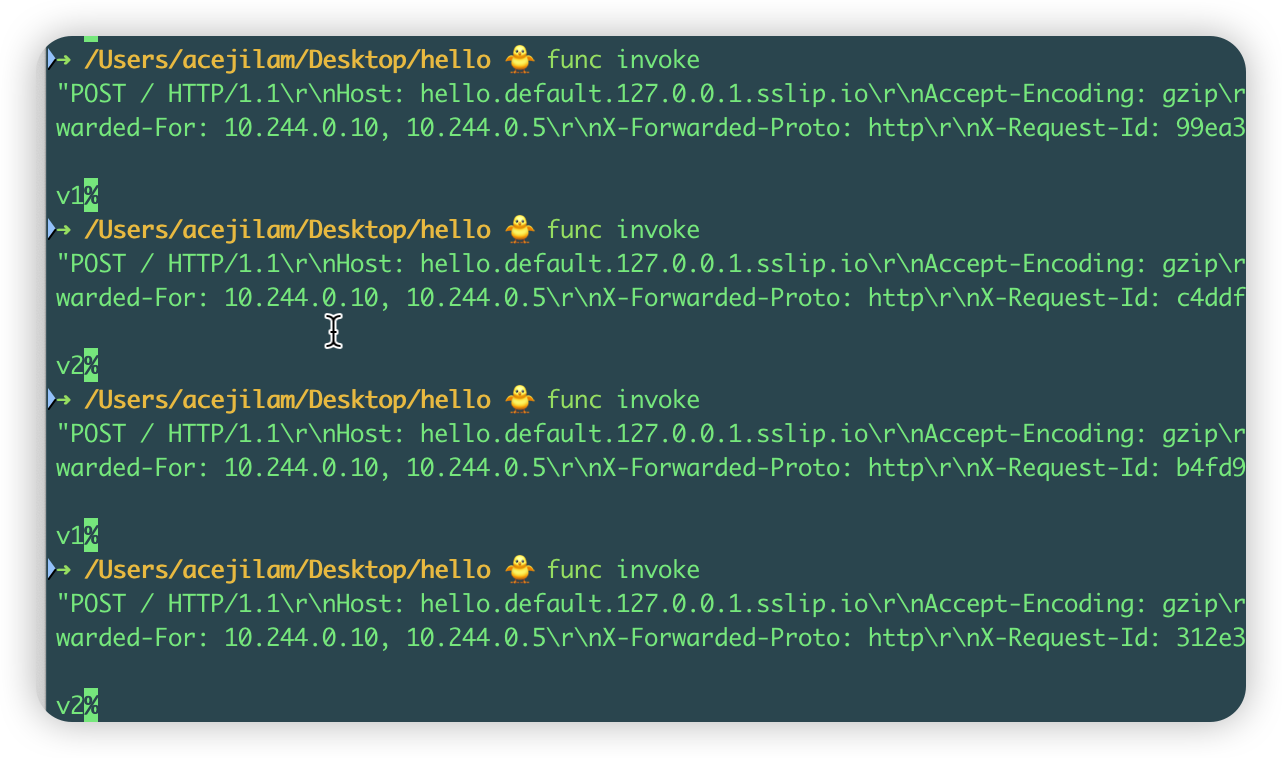 ➜ /Users/acejilam/Desktop/hello 🐥 func invoke
"POST / HTTP/1.1\r\nHost: hello.default.127.0.0.1.sslip.io\r\nAccept-Encoding: gzip\r
warded-For: 10.244.0.10, 10.244.0.5\r\nX-Forwarded-Proto: http\r\nX-Request-Id: 99ea3
v1%
➜ /Users/acejilam/Desktop/hello 🐥 func invoke
"POST / HTTP/1.1\r\nHost: hello.default.127.0.0.1.sslip.io\r\nAccept-Encoding: gzip\r
warded-For: 10.244.0.10, 10.244.0.5\r\nX-Forwarded-Proto: http\r\nX-Request-Id: c4ddf
v2%
➜ /Users/acejilam/Desktop/hello 🐥 func invoke
"POST / HTTP/1.1\r\nHost: hello.default.127.0.0.1.sslip.io\r\nAccept-Encoding: gzip\r
warded-For: 10.244.0.10, 10.244.0.5\r\nX-Forwarded-Proto: http\r\nX-Request-Id: b4fd9
v1%
➜ /Users/acejilam/Desktop/hello 🐥 func invoke
"POST / HTTP/1.1\r\nHost: hello.default.127.0.0.1.sslip.io\r\nAccept-Encoding: gzip\r
warded-For: 10.244.0.10, 10.244.0.5\r\nX-Forwarded-Proto: http\r\nX-Request-Id: 312e3
v2%